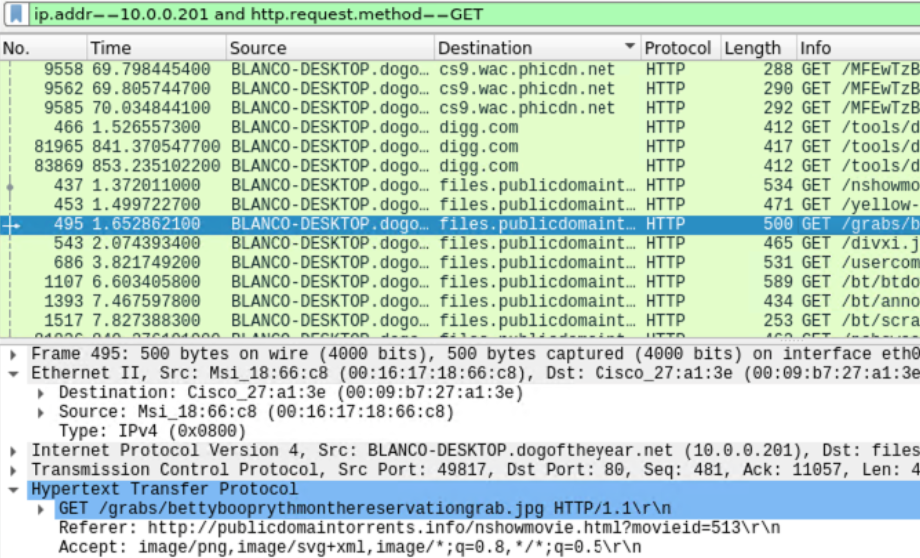 ip.addr==10.0.0.201 and http.request.method==GET
No. Time Source Destination Protocol Length Info
9558 69.798445400 BLANCO-DESKTOP.dogo… cs9.wac.phicdn.net HTTP 288 GET /MFEwTzB
9562 69.805744700 BLANCO-DESKTOP.dogo… cs9.wac.phicdn.net HTTP 290 GET /MFEwTzB
9585 70.034844100 BLANCO-DESKTOP.dogo… cs9.wac.phicdn.net HTTP 292 GET /MFEwTzB
466 1.526557300 BLANCO-DESKTOP.dogo… digg.com HTTP 412 GET /tools/d
81965 841.370547700 BLANCO-DESKTOP.dogo… digg.com HTTP 417 GET /tools/d
83869 853.235102200 BLANCO-DESKTOP.dogo… digg.com HTTP 412 GET /tools/d
437 1.372011000 BLANCO-DESKTOP.dogo… files.publicdomaint… HTTP 534 GET /nshowmo
453 1.499722700 BLANCO-DESKTOP.dogo… files.publicdomaint… HTTP 471 GET /yellow-
495 1.652862100 BLANCO-DESKTOP.dogo… files.publicdomaint… HTTP 500 GET /grabs/b
543 2.074393400 BLANCO-DESKTOP.dogo… files.publicdomaint… HTTP 465 GET /divxi.j
686 3.821749200 BLANCO-DESKTOP.dogo… files.publicdomaint… HTTP 531 GET /usercom
1107 6.603405800 BLANCO-DESKTOP.dogo… files.publicdomaint… HTTP 589 GET /bt/btdo
1393 7.467597800 BLANCO-DESKTOP.dogo… files.publicdomaint… HTTP 434 GET /bt/anno
1517 7.827388300 BLANCO-DESKTOP.dogo… files.publicdomaint… HTTP 253 GET /bt/scra
Frame 495: 500 bytes on wire (4000 bits), 500 bytes captured (4000 bits) on interface eth0
Ethernet II, Src: Msi_18:66:c8 (00:16:17:18:66:c8), Dst: Cisco_27:a1:3e (00:09:b7:27:a1:3e
Destination: Cisco_27:a1:3e (00:09:b7:27:a1:3e)
Source: Msi_18:66:c8 (00:16:17:18:66:c8)
Type: IPv4 (0x0800)
Internet Protocol Version 4, Src: BLANCO-DESKTOP.dogoftheyear.net (10.0.0.201), Dst: files
Transmission Control Protocol, Src Port: 49817, Dst Port: 80, Seq: 481, Ack: 11057, Len: 4
Hypertext Transfer Protocol
GET /grabs/bettybooprythmonthereservationgrab.jpg HTTP/1.1\r\n
Referer: http://publicdomaintorrents.info/nshowmovie.html?movieid=513\r\n
Accept: image/png,image/svg+xml,image/*;q=0.8,*/*;q=0.5\r\n